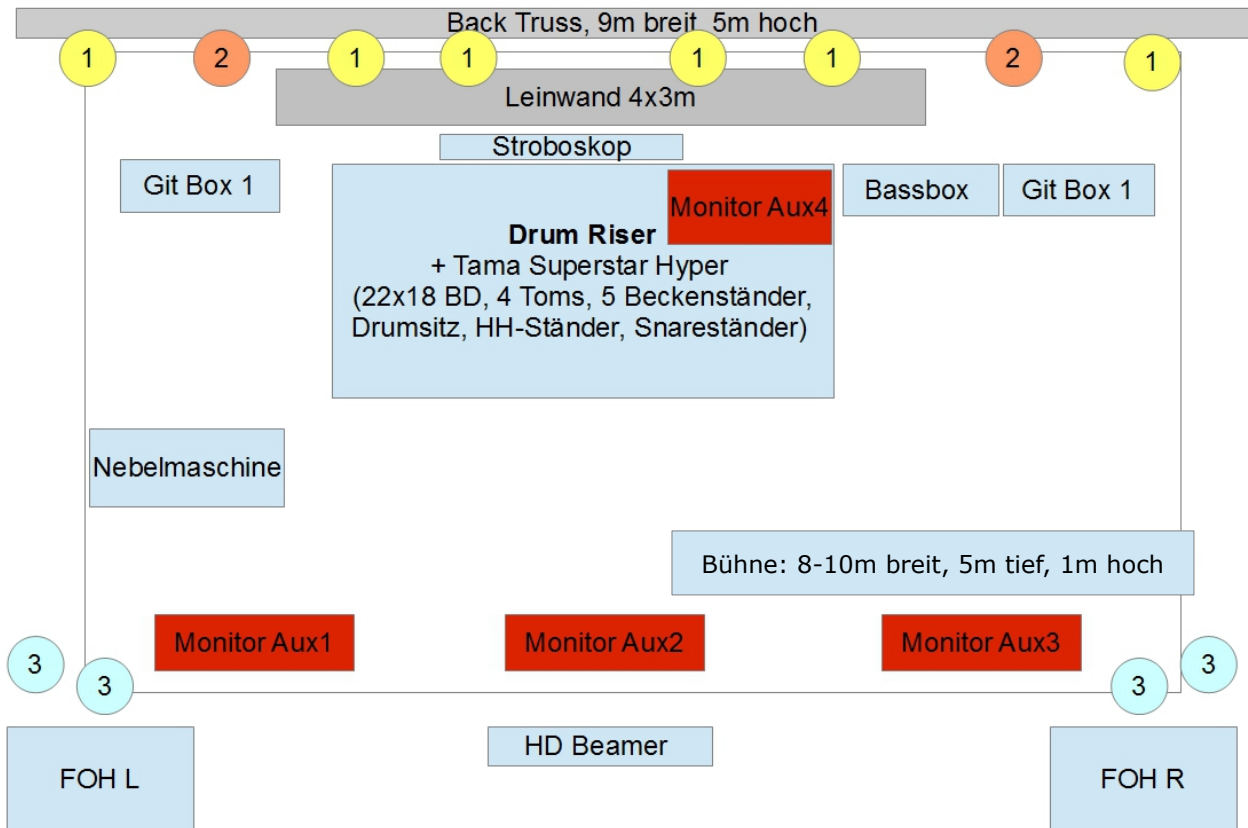 Back Truss, 9m breit, 5m hoch
1
2
1
1
1
1
2
1
Leinwand 4x3m
Stroboskop
Git Box 1
Monitor Aux4
Bassbox
Git Box 1
Drum Riser
+ Tama Superstar Hyper
(22x18 BD, 4 Toms, 5 Beckenständer,
Drumsitz, HH-Ständer, Snareständer)
Nebelmaschine
Bühne: 8-10m breit, 5m tief, 1m hoch
Monitor Aux1
Monitor Aux2
Monitor Aux3
3
3
3
3
FOH L
HD Beamer
FOH R